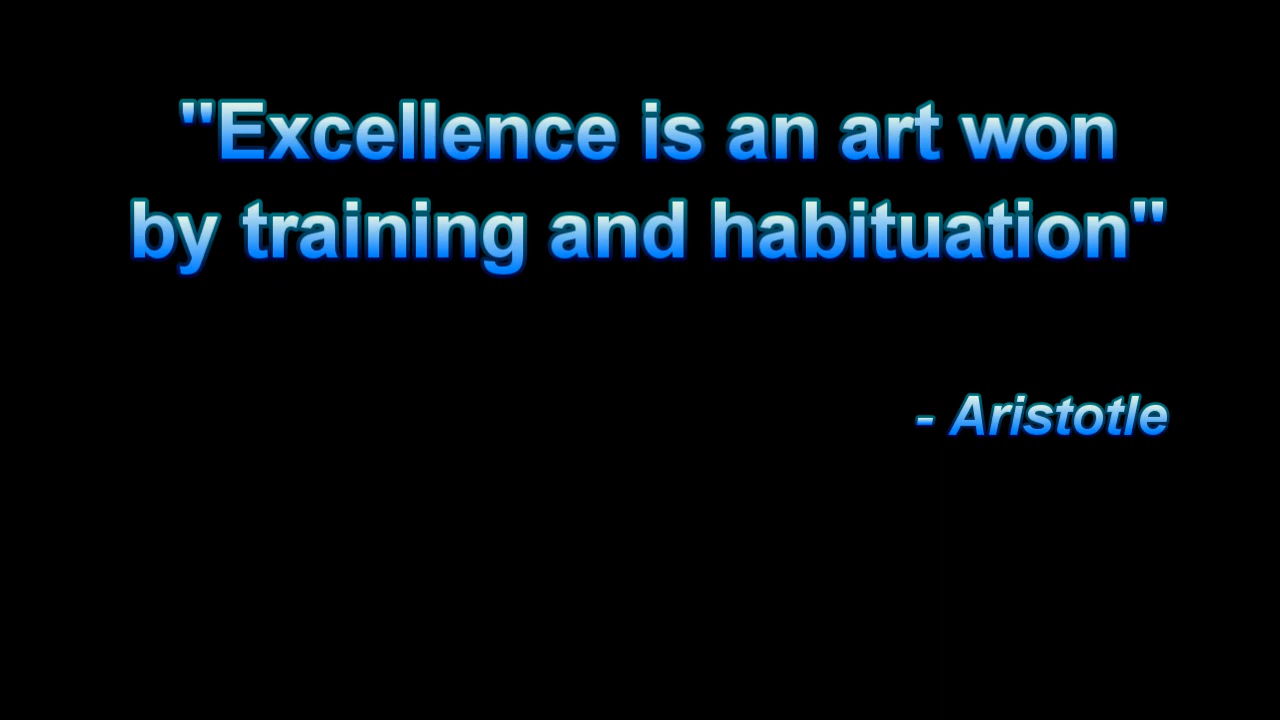 "Excellence is an art won
by training and habituation"
- Aristotle